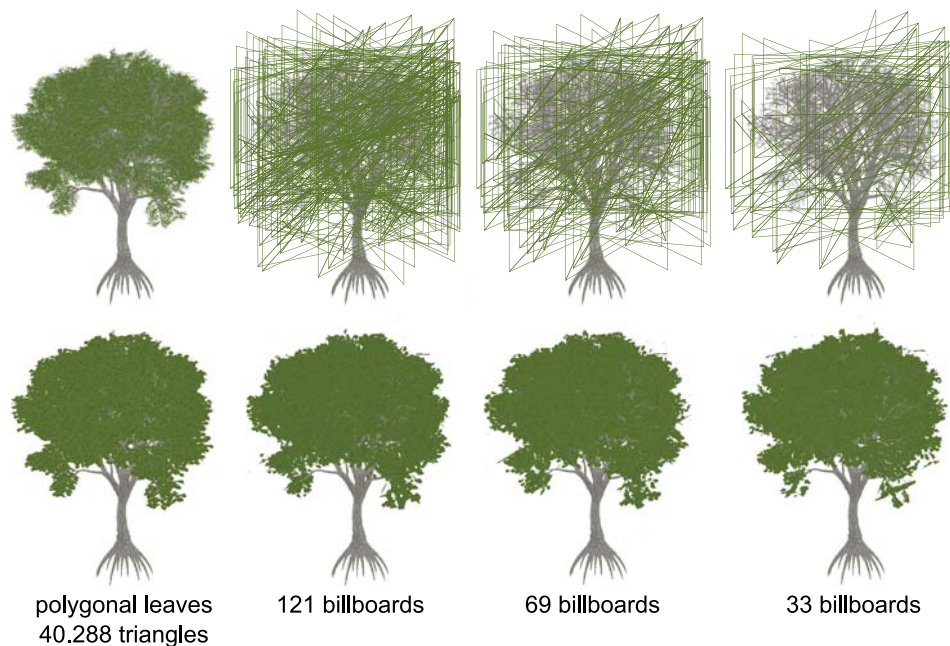 polygonal leaves
40.288 triangles
121 billboards
69 billboards
33 billboards